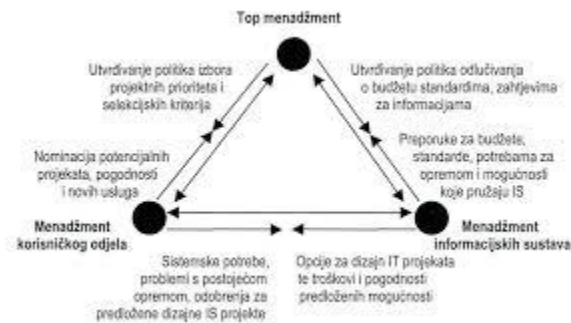 Top menadžment
Utvrđivanje politika izbora
projektnih prioriteta i
selekcijskih kriterija
Utvrđivanje politika odlučivanja
o budžetu standardima, zahtjevima
za informacijama
Nominacija potencijalnih
projekata, pogodnosti
i novih usluga
Preporuke za budžete,
standarde, potrebama za
opremom i mogućnosti
koje pružaju IS
Menadžment
korisničkog odjela
Menadžment
informacijskih sustava
Sistemske potrebe,
problemi s postojećom
opremom, odobrenja za
predložene dizajne IS projekte
Opcije za dizajn IT projekata
te troškovi i pogodnosti
predloženih mogućnosti